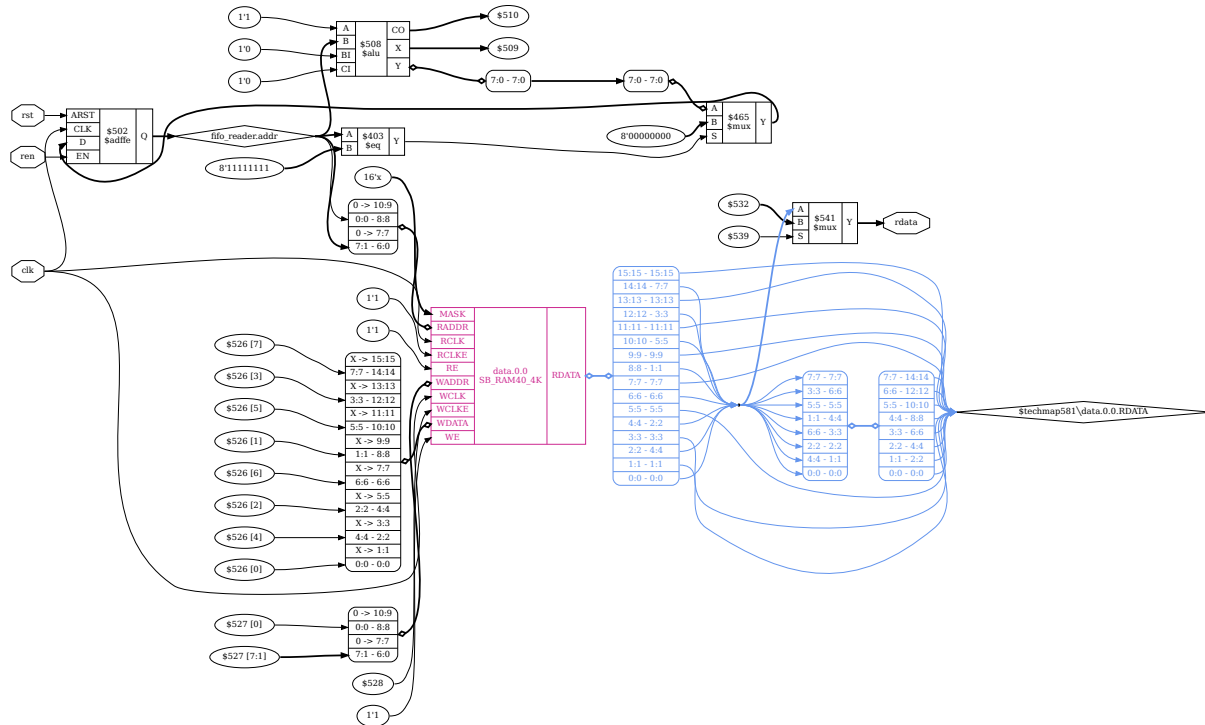 1'1
1'0
1'0
A
B
BI
CI
$508
$alu
CO
X
Y
$510
$509
7:0 - 7:0
7:0 - 7:0
rst
ren
clk
ARST
CLK
D
EN
$502
$adffe
Q
fifo_reader.addr
8'11111111
A
B
$403
$eq
Y
8'00000000
A
B
S
$465
$mux
Y
16'x
0 -> 10:9
0:0 - 8:8
0 -> 7:7
7:1 - 6:0
$532
$539
A
B
S
$541
$mux
Y
rdata
1'1
1'1
$526 [7]
$526 [3]
$526 [5]
$526 [1]
$526 [6]
$526 [2]
$526 [4]
$526 [0]
X -> 15:15
7:7 - 14:14
X -> 13:13
3:3 - 12:12
X -> 11:11
5:5 - 10:10
X -> 9:9
1:1 - 8:8
X -> 7:7
6:6 - 6:6
X -> 5:5
2:2 - 4:4
X -> 3:3
4:4 - 2:2
X -> 1:1
0:0 - 0:0
MASK
RADDR
RCLK
RCLKE
RE
WADDR
WCLK
WCLKE
WDATA
WE
data.0.0
SB_RAM40_4K
RDATA
15:15 - 15:15
14:14 - 7:7
13:13 - 13:13
12:12 - 3:3
11:11 - 11:11
10:10 - 5:5
9:9 - 9:9
8:8 - 1:1
7:7 - 7:7
6:6 - 6:6
5:5 - 5:5
4:4 - 2:2
3:3 - 3:3
2:2 - 4:4
1:1 - 1:1
0:0 - 0:0
7:7 - 7:7
3:3 - 6:6
5:5 - 5:5
1:1 - 4:4
6:6 - 3:3
2:2 - 2:2
4:4 - 1:1
0:0 - 0:0
7:7 - 14:14
6:6 - 12:12
5:5 - 10:10
4:4 - 8:8
3:3 - 6:6
2:2 - 4:4
1:1 - 2:2
0:0 - 0:0
$techmap581\data.0.0.RDATA
$527 [0]
$527 [7:1]
0 -> 10:9
0:0 - 8:8
0 -> 7:7
7:1 - 6:0
$528
1'1